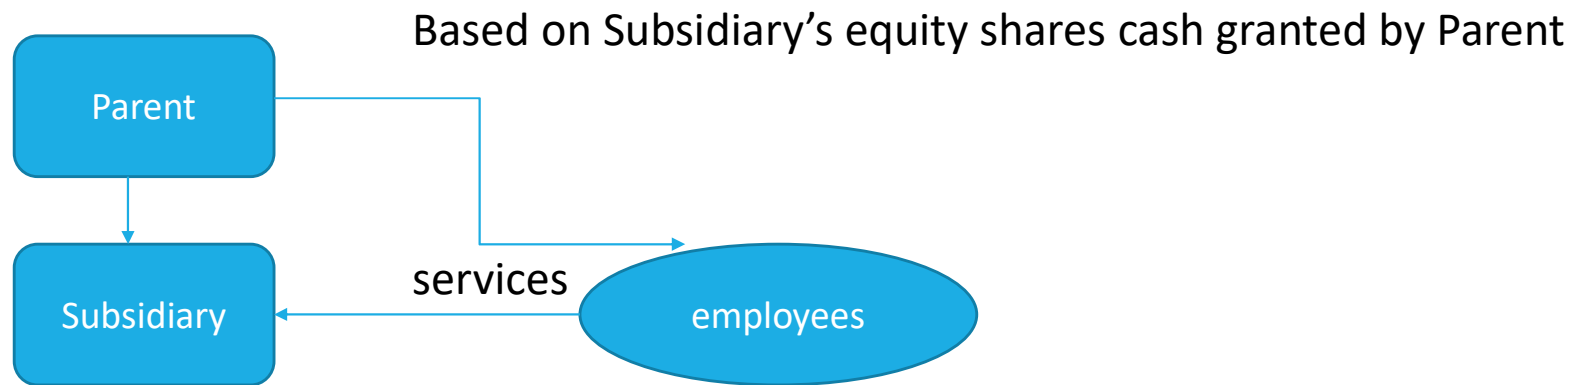 Based on Subsidiary’s equity shares cash granted by Parent
Parent
services
Subsidiary
employees